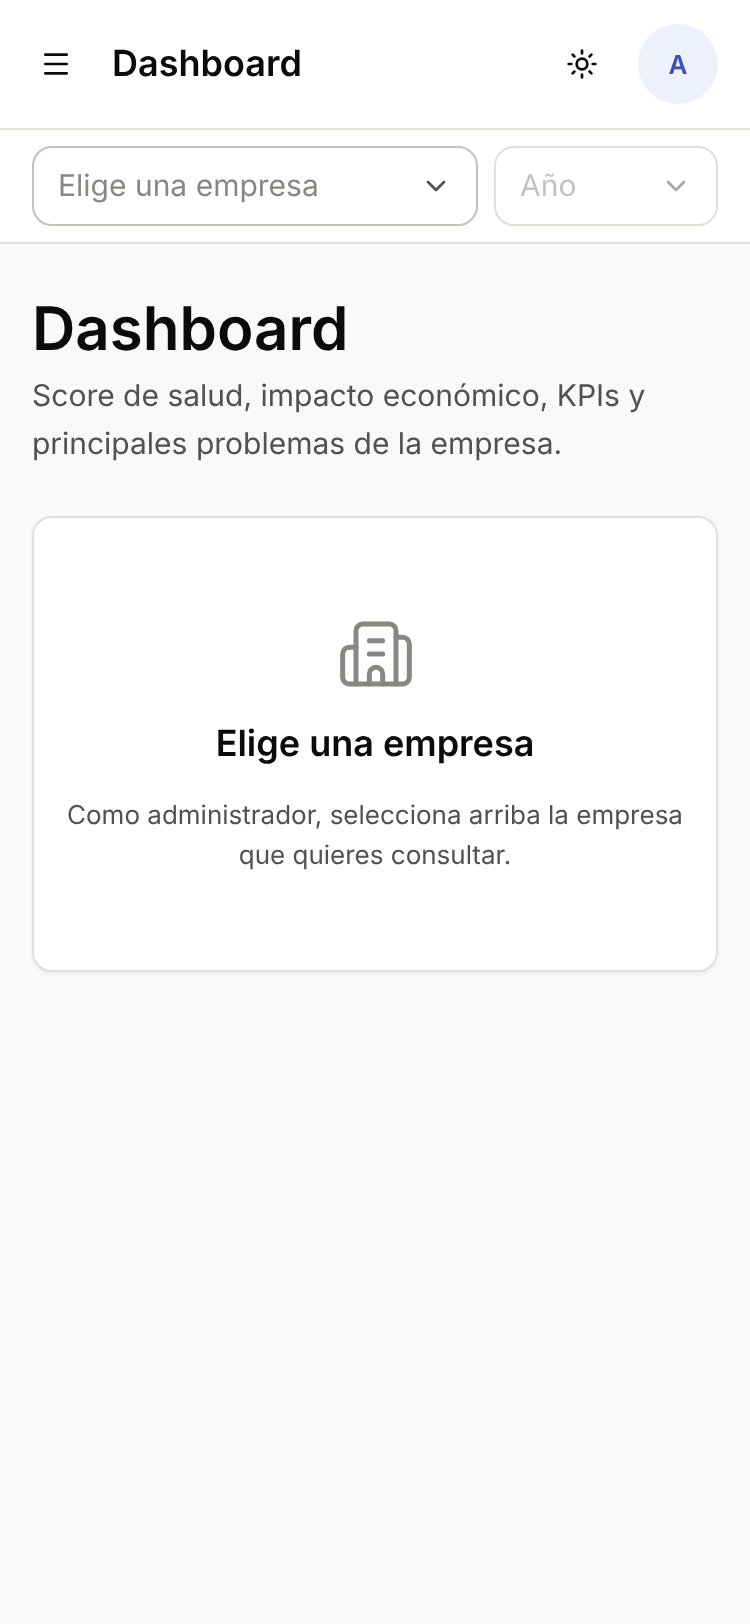 Dashboard
A
Elige una empresa
Año
Dashboard
Score de salud, impacto económico, KPIs y
principales problemas de la empresa.
Elige una empresa
Como administrador, selecciona arriba la empresa
que quieres consultar.